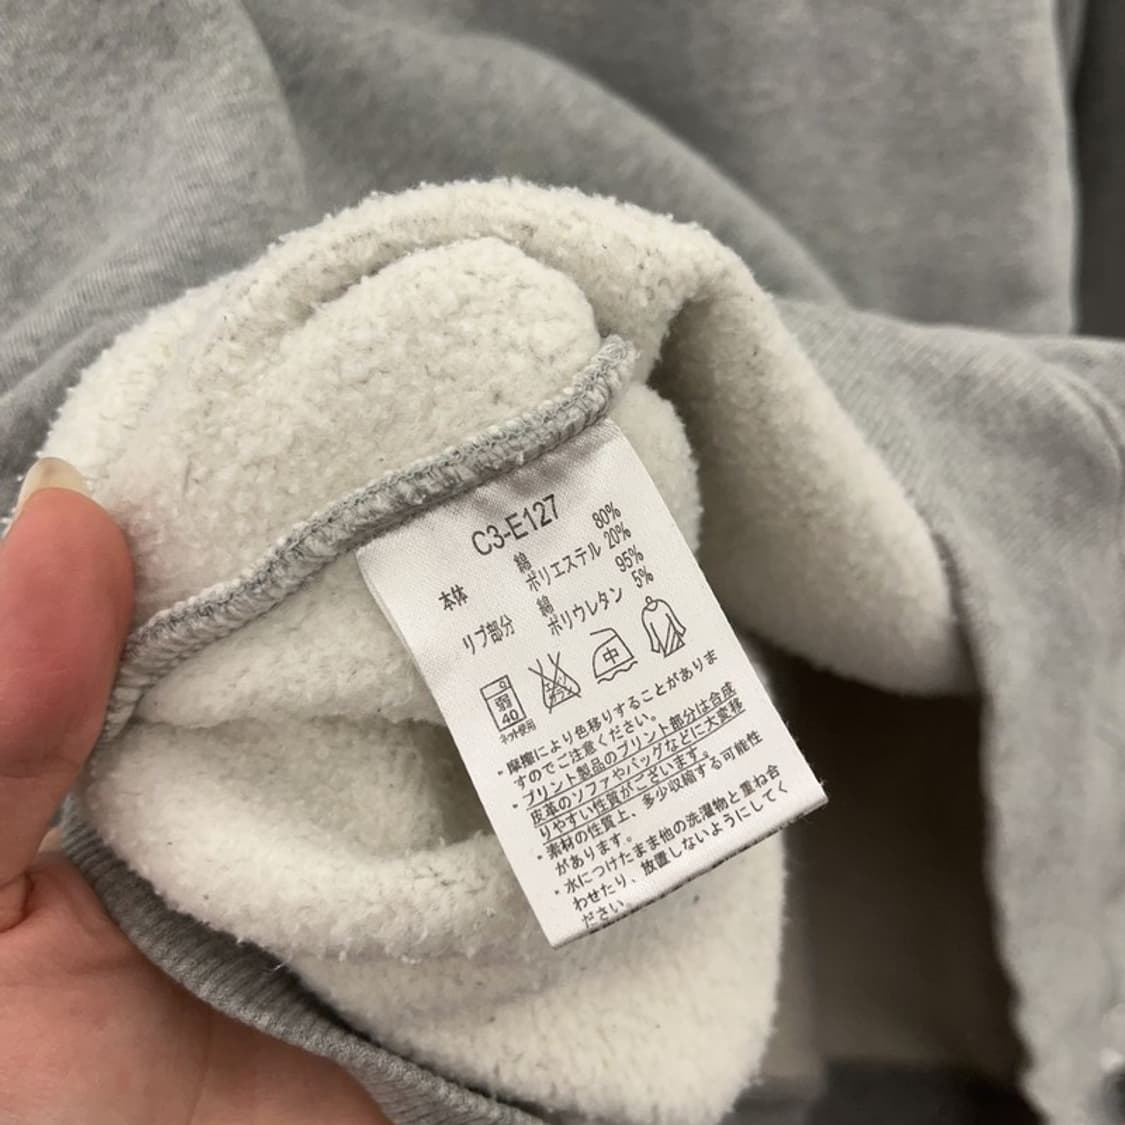 C3-E127
本体 綿 80%
ポリエステル 20%
リブ部分 綿 95%
ポリウレタン 5%
弱
40
ネット使用
エンソ
サラシ
中
・摩擦により色移りすることがありま
すのでご注意ください。
・プリント製品のプリント部分は合成
皮革のソファやバッグなどに大変移
りやすい性質がございます。
・素材の性質上、多少収縮する可能性
があります。
・水につけたまま他の洗濯物と重ね合
わせたり、放置しないようにしてく
ださい。